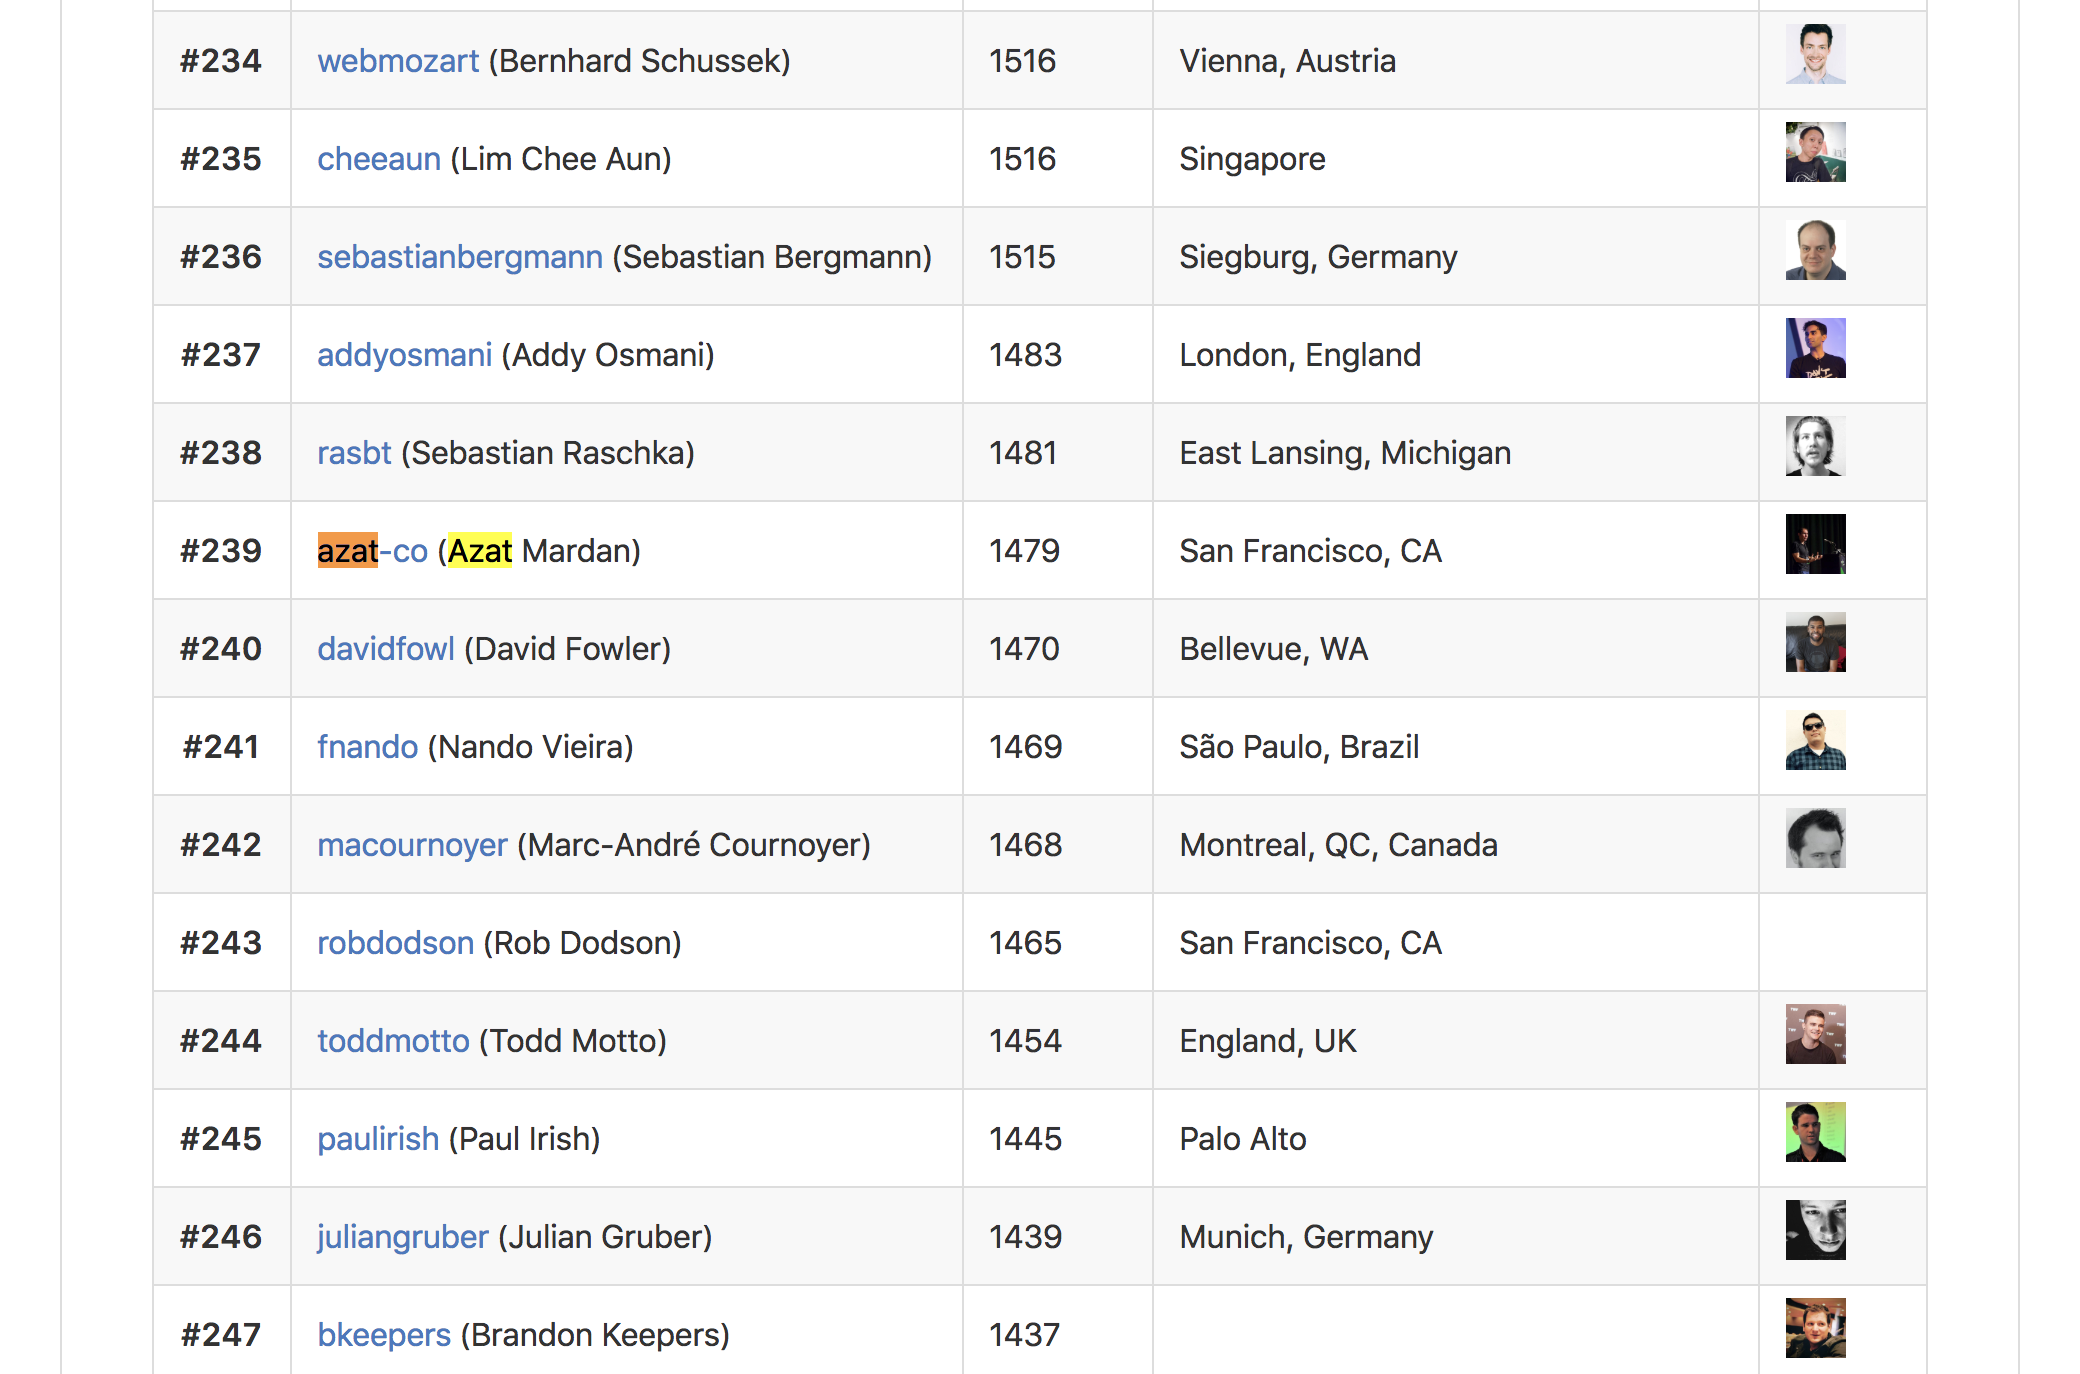 #234 webmozart (Bernhard Schussek) 1516 Vienna, Austria
#235 cheeaun (Lim Chee Aun) 1516 Singapore
#236 sebastianbergmann (Sebastian Bergmann) 1515 Siegburg, Germany
#237 addyosmani (Addy Osmani) 1483 London, England
#238 rasbt (Sebastian Raschka) 1481 East Lansing, Michigan
#239 azat-co (Azat Mardan) 1479 San Francisco, CA
#240 davidfowl (David Fowler) 1470 Bellevue, WA
#241 fnando (Nando Vieira) 1469 São Paulo, Brazil
#242 macournoyer (Marc-André Cournoyer) 1468 Montreal, QC, Canada
#243 robdodson (Rob Dodson) 1465 San Francisco, CA
#244 toddmotto (Todd Motto) 1454 England, UK
#245 paulirish (Paul Irish) 1445 Palo Alto
#246 juliangruber (Julian Gruber) 1439 Munich, Germany
#247 bkeepers (Brandon Keepers) 1437